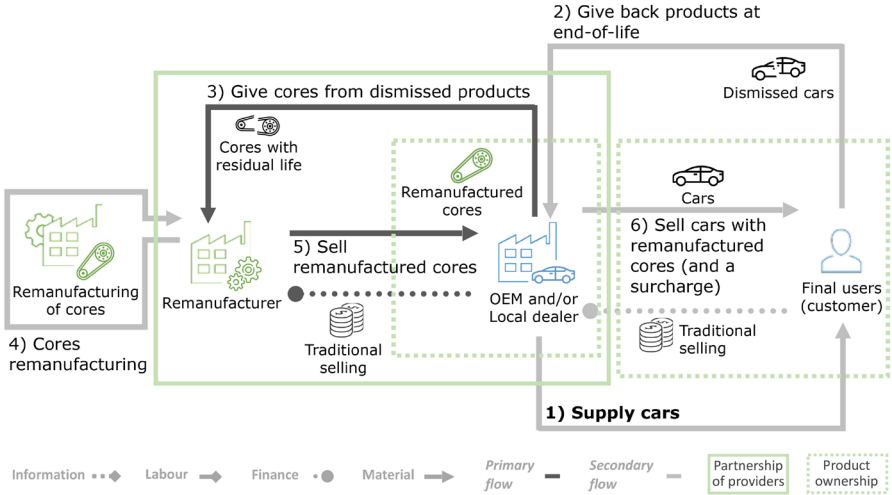 2) Give back products at
end-of-life
Dismissed cars
3) Give cores from dismissed products
Cores with
residual life
Remanufactured
cores
Cars
Remanufacturing
of cores
4) Cores
remanufacturing
Remanufacturer
5) Sell
remanufactured cores
OEM and/or
Local dealer
6) Sell cars with
remanufactured
cores (and a
surcharge)
Final users
(customer)
Traditional
selling
Traditional
selling
1) Supply cars
Information
Labour
Finance
Material
Primary
flow
Secondary
flow
Partnership
of providers
Product
ownership